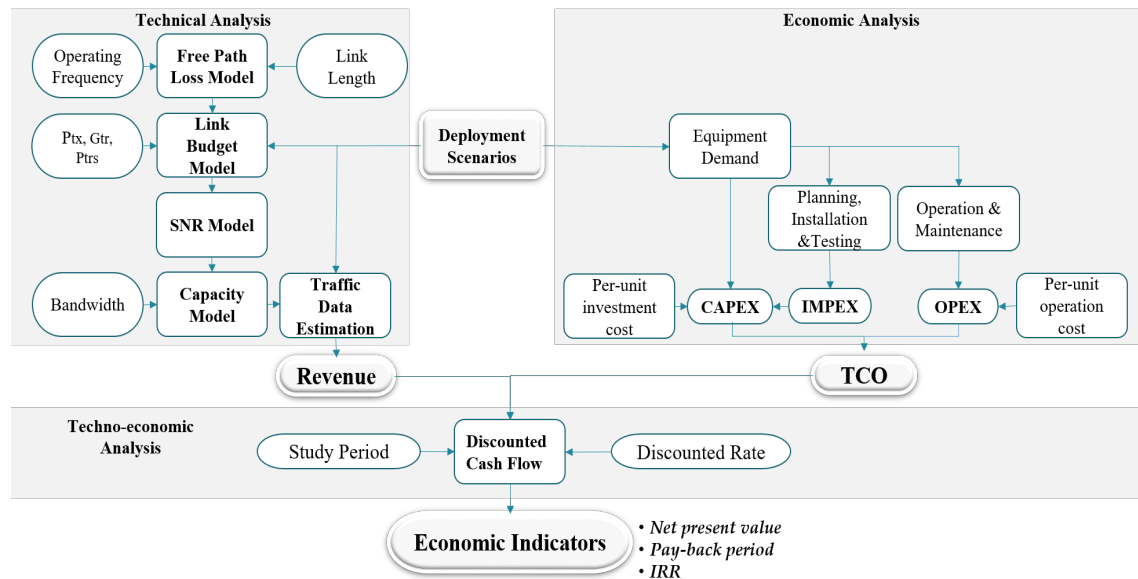 Technical Analysis
Operating
Frequency
Free Path
Loss Model
Link
Length
Ptx, Gtr,
Ptrs
Link
Budget
Model
SNR Model
Bandwidth
Capacity
Model
Traffic
Data
Estimation
Deployment
Scenarios
Economic Analysis
Equipment
Demand
Planning,
Installation
&Testing
Operation &
Maintenance
Per-unit
investment
cost
CAPEX
IMPEX
OPEX
Per-unit
operation
cost
Revenue
TCO
Techno-economic
Analysis
Study Period
Discounted
Cash Flow
Discounted Rate
Economic Indicators
• Net present value
• Pay-back period
• IRR